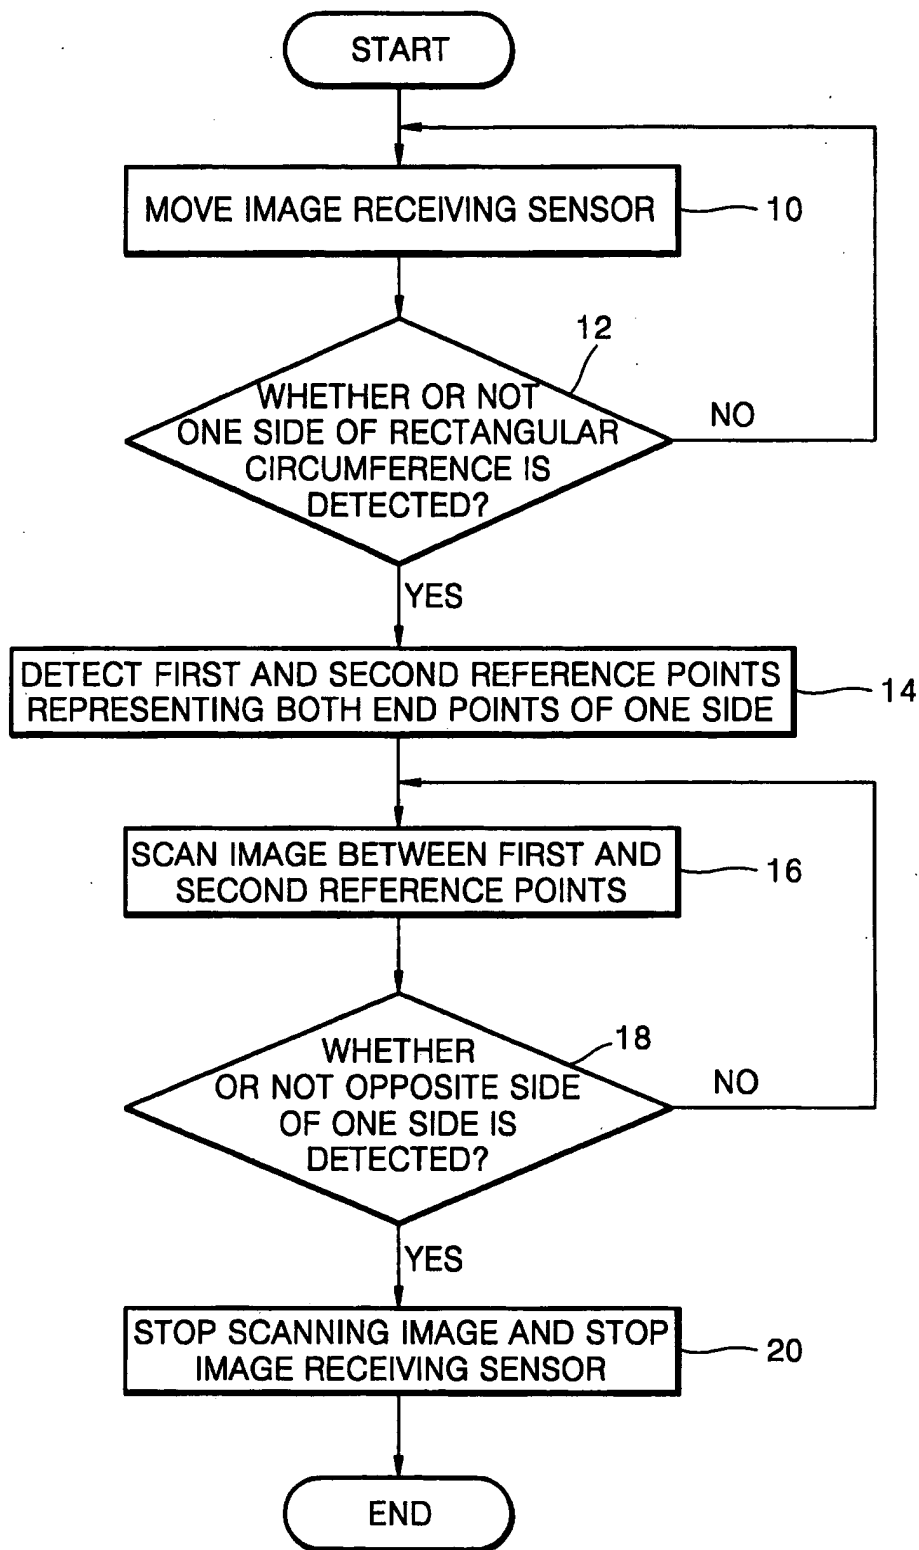 START
MOVE IMAGE RECEIVING SENSOR
10
12
WHETHER OR NOT
ONE SIDE OF RECTANGULAR
CIRCUMFERENCE IS
DETECTED?
NO
YES
DETECT FIRST AND SECOND REFERENCE POINTS
REPRESENTING BOTH END POINTS OF ONE SIDE
14
SCAN IMAGE BETWEEN FIRST AND
SECOND REFERENCE POINTS
16
18
WHETHER
OR NOT OPPOSITE SIDE
OF ONE SIDE IS
DETECTED?
NO
YES
STOP SCANNING IMAGE AND STOP
IMAGE RECEIVING SENSOR
20
END